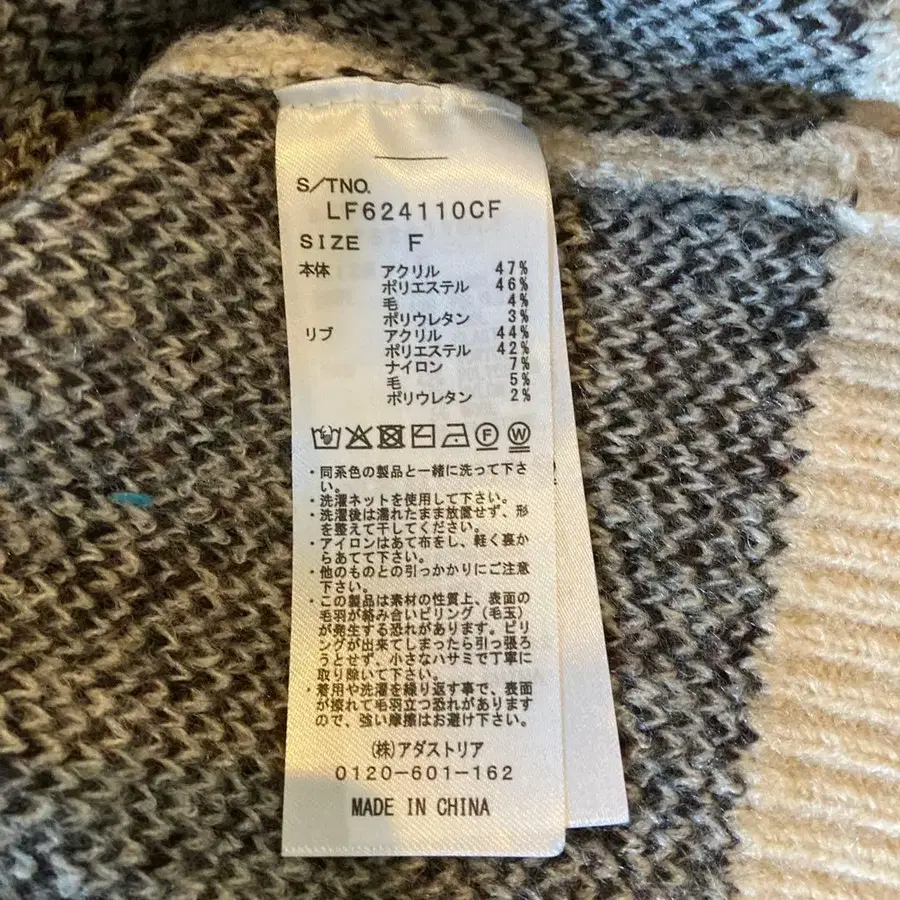 S/TNO.
LF624110CF
SIZE F
本体 アクリル 47%
ポリエステル 46%
毛 4%
ポリウレタン 3%
リブ アクリル 44%
ポリエステル 42%
ナイロン 7%
毛 5%
ポリウレタン 2%
F W
・同系色の製品と一緒に洗って下さ
い。
・洗濯ネットを使用して下さい。
・洗濯後は濡れたまま放置せず、形
を整えて干してください。
・アイロンはあて布をし、軽く裏か
らあてて下さい。
・他のものとの引っかかりにご注意
下さい。
・この製品は素材の性質上、表面の
毛羽が絡み合いピリング(毛玉)
が発生する恐れがあります。ピリ
ングが出来てしまったら引っ張ろ
うとせず、小さなハサミで丁寧に
取り除いて下さい。
・着用や洗濯を繰り返す事で、表面
が擦れて毛羽立つ恐れがあります
ので、強い摩擦はお避け下さい。
(株)アダストリア
0120-601-162
MADE IN CHINA